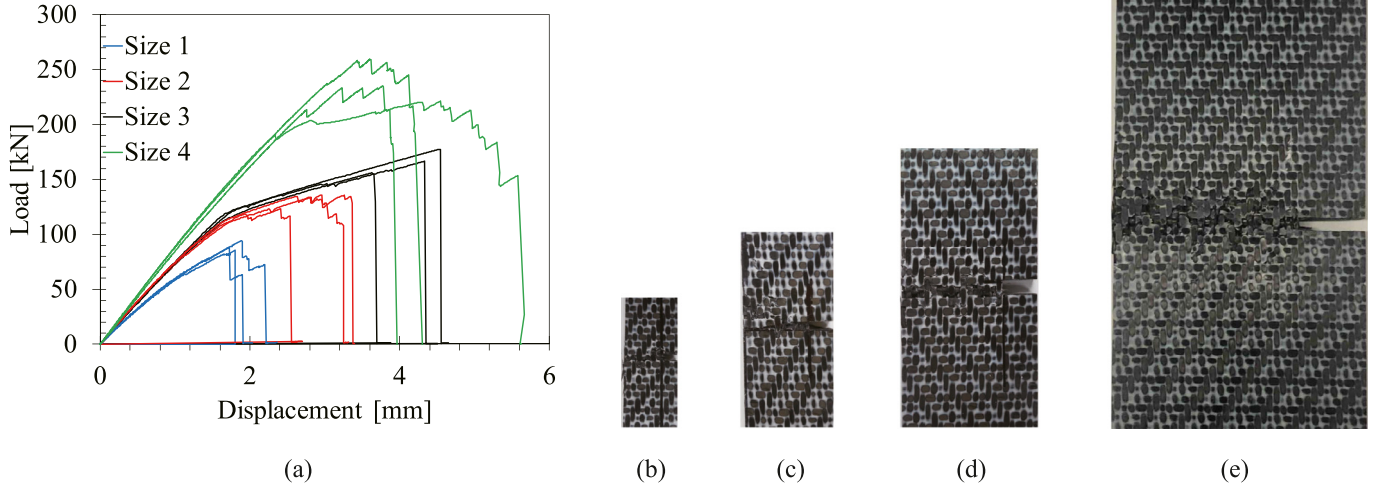 300
250
200
150
100
50
0
Load [kN]
Size 1
Size 2
Size 3
Size 4
0 2 4 6
Displacement [mm]
(a) (b) (c) (d) (e)